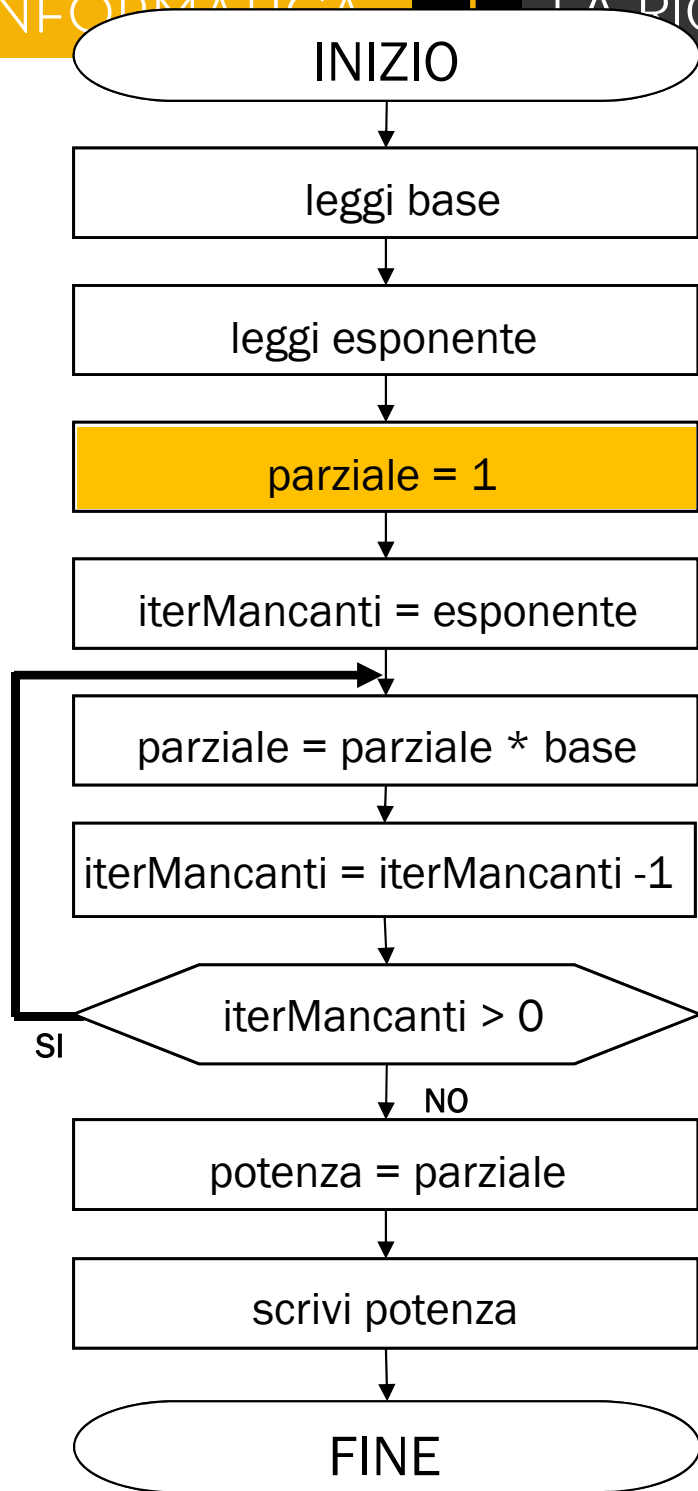 INIZIO
leggi base
leggi esponente
parziale = 1
iterMancanti = esponente
parziale = parziale * base
iterMancanti = iterMancanti -1
iterMancanti > 0
SI
NO
potenza = parziale
scrivi potenza
FINE